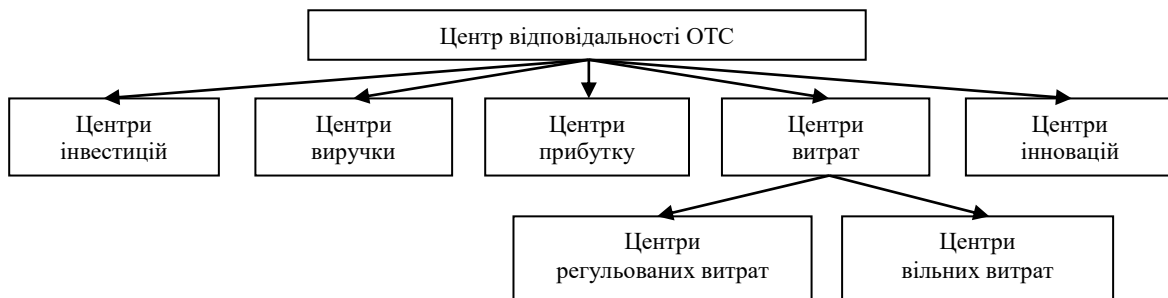 Центр відповідальності ОТС
Центри
інвестицій
Центри
виручки
Центри
прибутку
Центри
витрат
Центри
інновацій
Центри
регульованих витрат
Центри
вільних витрат